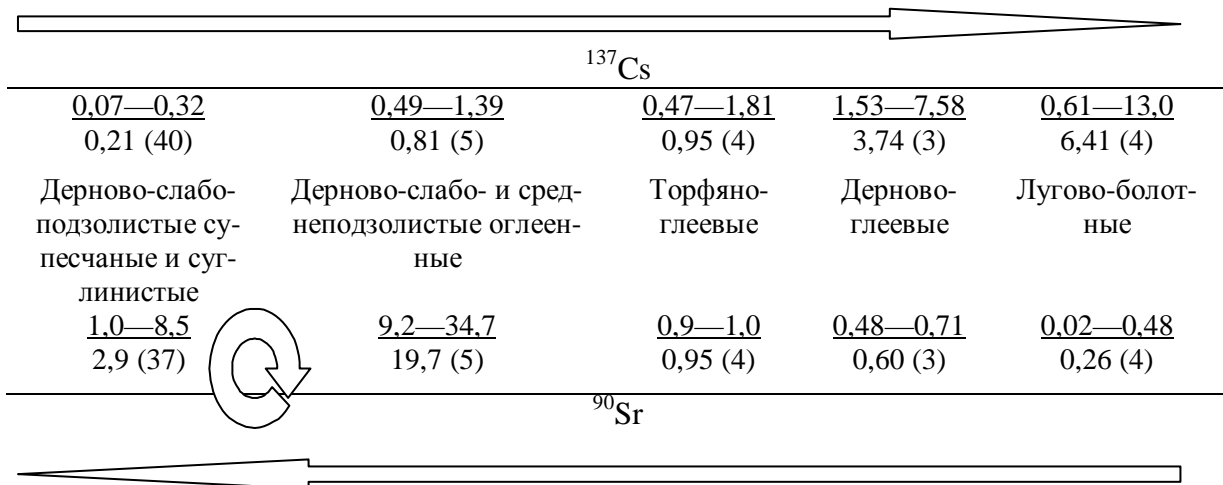 ¹³⁷Cs
0,07—0,32 0,49—1,39 0,47—1,81 1,53—7,58 0,61—13,0
0,21 (40) 0,81 (5) 0,95 (4) 3,74 (3) 6,41 (4)
Дерново-слабо- Дерново-слабо- и сред- Торфяно- Дерново- Лугово-болот-
подзолистые су- неподзолистые оглеен- глеевые глеевые ные
песчаные и суг- ные
линистые
1,0—8,5 9,2—34,7 0,9—1,0 0,48—0,71 0,02—0,48
2,9 (37) 19,7 (5) 0,95 (4) 0,60 (3) 0,26 (4)
⁹⁰Sr